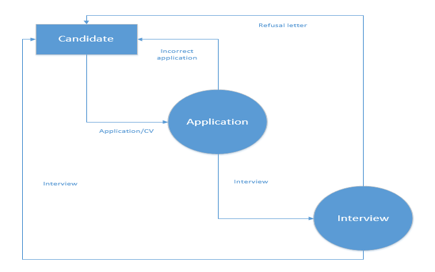 Refusal letter
Candidate
Incorrect
application
Application
Application/CV
Interview
Interview
Interview